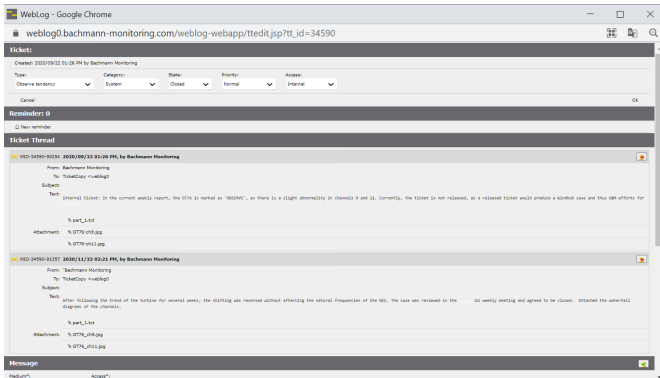 WebLog - Google Chrome
weblog0.bachmann-monitoring.com/weblog-webapp/ttedit.jsp?tt_id=34590
Ticket:
Created: 2020/09/22 01:26 PM by Bachmann Monitoring
Type: Category: State: Priority: Access:
Observe tendency System Closed Normal Internal
Cancel Ok
Reminder: 0
New reminder
Ticket Thread
MID-34590-90294 2020/09/22 01:26 PM, by Bachmann Monitoring
From: Bachmann Monitoring
To: TicketCopy <weblog0
Subject:
Text:
Internal ticket: In the current weekly report, the GT76 is marked as 'OBSERVE', as there is a slight abnormality in channels 9 and 11. Currently, the ticket is not released, as a released ticket would produce a WindHub case and thus O&M efforts for
part_1.txt
Attachment: GT76-ch9.jpg
GT76-ch11.jpg
MID-34590-91257 2020/11/23 02:21 PM, by Bachmann Monitoring
From: "Bachmann Monitoring
To: TicketCopy <weblog0
Subject:
Text:
After following the trend of the turbine for several weeks, the shifting was reversed without affecting the natural frequencies of the The case was reviewed in the weekly meeting and agreed to be closed. Attached the waterfall
diagrams of the channels.
part_1.txt
Attachment: GT76_ch9.jpg
GT76_ch11.jpg
Message
Medium*: Access*: